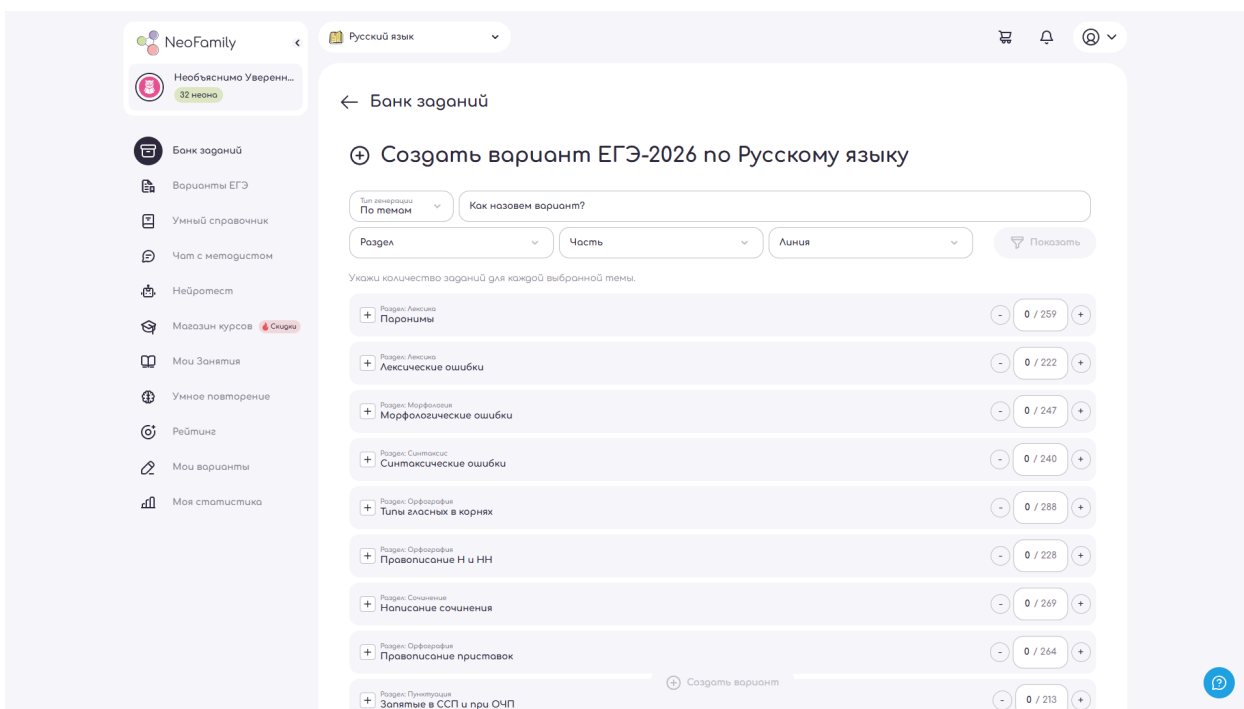 NeoFamily
Русский язык
Необъяснимо Уверенн...
32 неона
Банк заданий
Варианты ЕГЭ
Умный справочник
Чат с методистом
Нейротест
Магазин курсов
Скидки
Мои Занятия
Умное повторение
Рейтинг
Мои варианты
Моя статистика
Банк заданий
Создать вариант ЕГЭ-2026 по Русскому языку
Тип генерации
По темам
Как назовем вариант?
Раздел
Часть
Линия
Показать
Укажи количество заданий для каждой выбранной темы.
Раздел: Лексика
Паронимы
- 0 / 259 +
Раздел: Лексика
Лексические ошибки
- 0 / 222 +
Раздел: Морфология
Морфологические ошибки
- 0 / 247 +
Раздел: Синтаксис
Синтаксические ошибки
- 0 / 240 +
Раздел: Орфография
Типы гласных в корнях
- 0 / 288 +
Раздел: Орфография
Правописание Н и НН
- 0 / 228 +
Раздел: Сочинение
Написание сочинения
- 0 / 269 +
Раздел: Орфография
Правописание приставок
- 0 / 264 +
Создать вариант
Раздел: Пунктуация
Запятые в ССП и при ОЧП
- 0 / 213 +